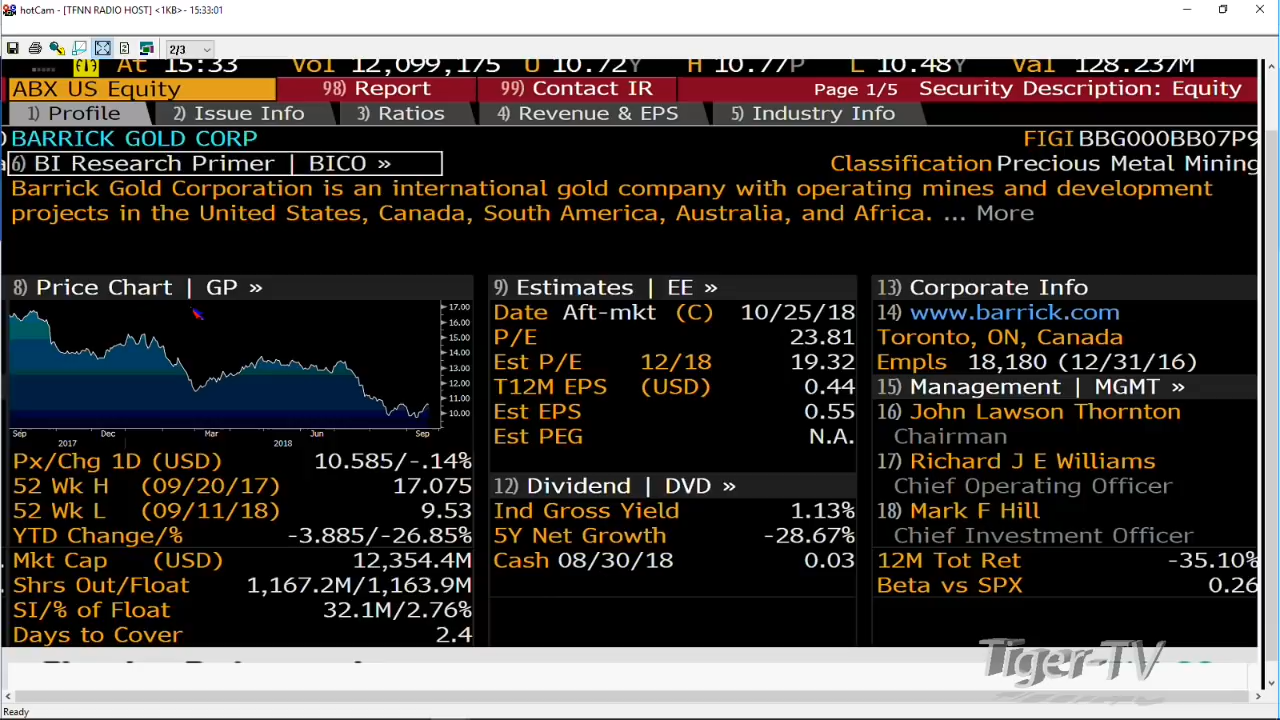 hotCam - [TFNN RADIO HOST] <1KB> - 15:33:01
2/3
At 15:33 Vol 12,099,175 O 10.72Y H 10.77P L 10.48Y Val 128.237M
ABX US Equity 98) Report 99) Contact IR Page 1/5 Security Description: Equity
1) Profile 2) Issue Info 3) Ratios 4) Revenue & EPS 5) Industry Info
BARRICK GOLD CORP FIGI BBG000BB07P9
6) BI Research Primer | BICO » Classification Precious Metal Mining
Barrick Gold Corporation is an international gold company with operating mines and development
projects in the United States, Canada, South America, Australia, and Africa. ... More
8) Price Chart | GP » 9) Estimates | EE » 13) Corporate Info
17.00
16.00
15.00
14.00
13.00
12.00
11.00
10.00
Sep Dec Mar Jun Sep
2017 2018
Date Aft-mkt (C) 10/25/18 14) www.barrick.com
P/E 23.81 Toronto, ON, Canada
Est P/E 12/18 19.32 Empls 18,180 (12/31/16)
T12M EPS (USD) 0.44 15) Management | MGMT »
Est EPS 0.55 16) John Lawson Thornton
Est PEG N.A. Chairman
Px/Chg 1D (USD) 10.585/-.14% 17) Richard J E Williams
52 Wk H (09/20/17) 17.075 12) Dividend | DVD » Chief Operating Officer
52 Wk L (09/11/18) 9.53 Ind Gross Yield 1.13% 18) Mark F Hill
YTD Change/% -3.885/-26.85% 5Y Net Growth -28.67% Chief Investment Officer
Mkt Cap (USD) 12,354.4M Cash 08/30/18 0.03 12M Tot Ret -35.10%
Shrs Out/Float 1,167.2M/1,163.9M Beta vs SPX 0.26
SI/% of Float 32.1M/2.76%
Days to Cover 2.4
Tiger-TV
Ready